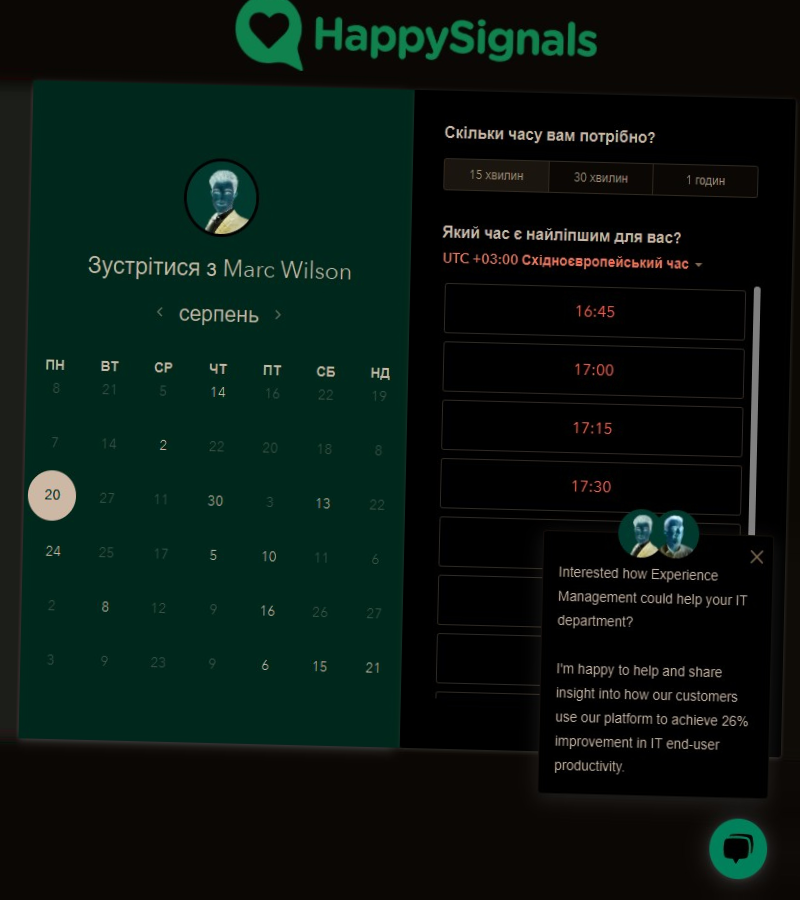 HappySignals
Зустрітися з Marc Wilson
серпень
ПН ВТ СР ЧТ ПТ СБ НД
8 21 5 14 16 22 19
7 14 2 22 20 18 8
20 27 11 30 3 13 22
24 25 17 5 10 11 6
2 8 12 9 16 26 27
3 9 23 9 6 15 21
Скільки часу вам потрібно?
15 хвилин 30 хвилин 1 годин
Який час є найліпшим для вас?
UTC +03:00 Східноєвропейський час
16:45
17:00
17:15
17:30
Interested how Experience
Management could help your IT
department?
I'm happy to help and share
insight into how our customers
use our platform to achieve 26%
improvement in IT end-user
productivity.